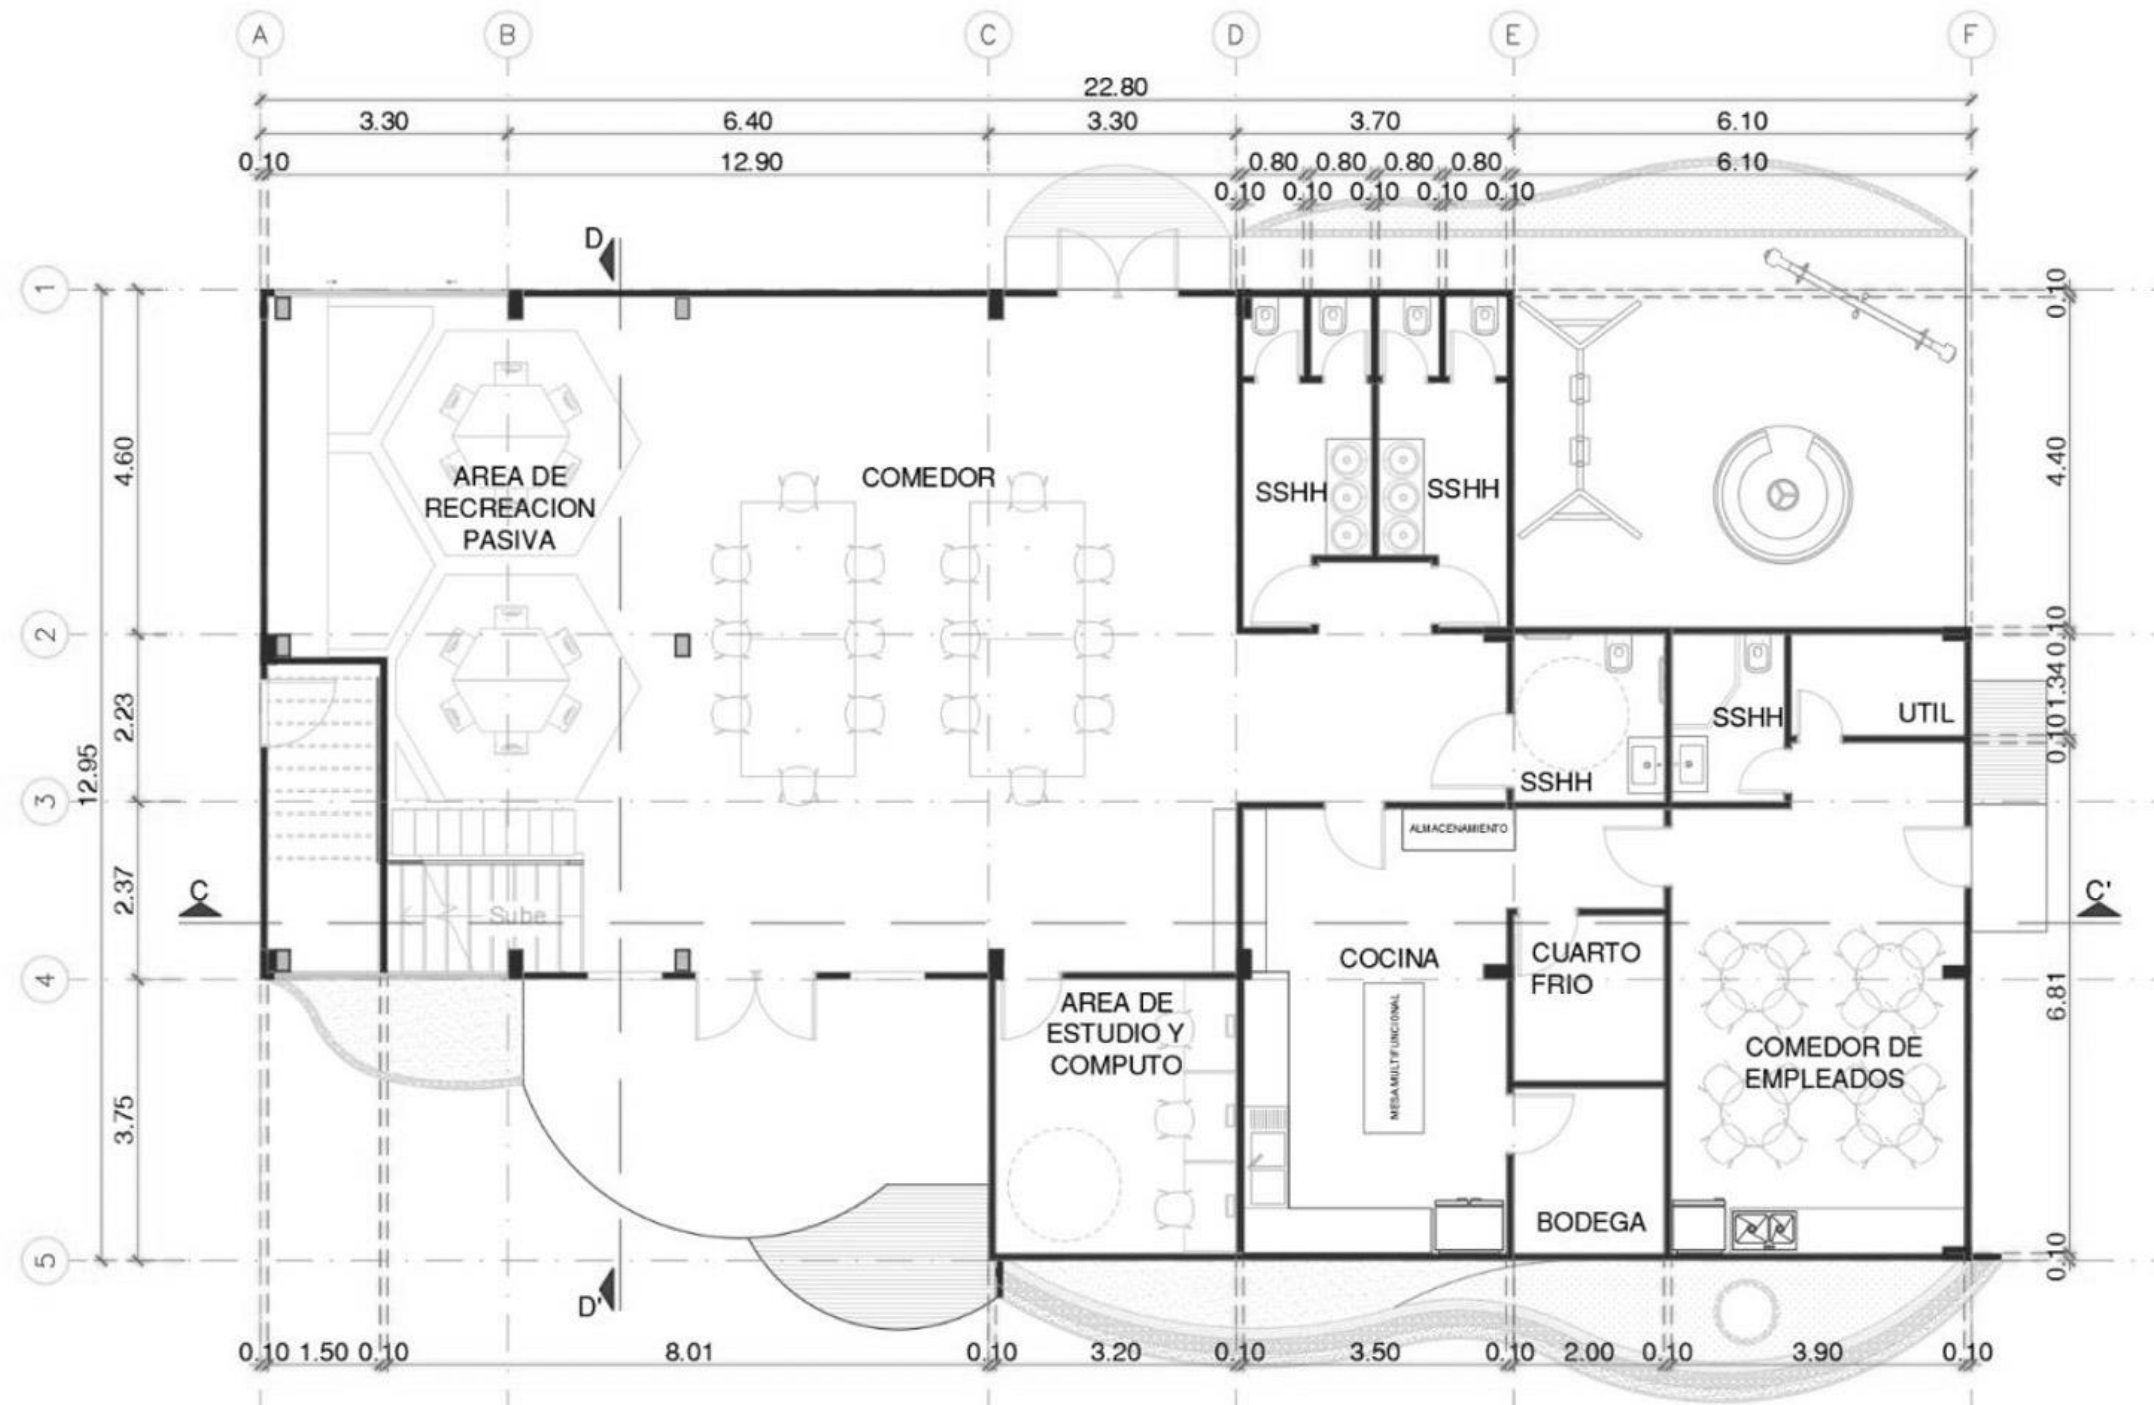 A B C D E F
22.80
3.30 6.40 3.30 3.70 6.10
0.10 12.90 0.80 0.80 0.80 0.80 6.10
0.10 0.10 0.10 0.10 0.10
D
1
0.10
4.60
AREA DE
RECREACION
PASIVA
COMEDOR
SSHH
SSHH
4.40
2
0.10
2.23
1.34
SSHH
UTIL
0.10
12.95
SSHH
3
ALMACENAMIENTO
2.37
C
C'
Sube
COCINA
CUARTO
FRIO
4
AREA DE
ESTUDIO Y
COMPUTO
MESA MULTIFUNCIONAL
6.81
COMEDOR DE
EMPLEADOS
3.75
BODEGA
5
0.10
D'
0.10 1.50 0.10 8.01 0.10 3.20 0.10 3.50 0.10 2.00 0.10 3.90 0.10